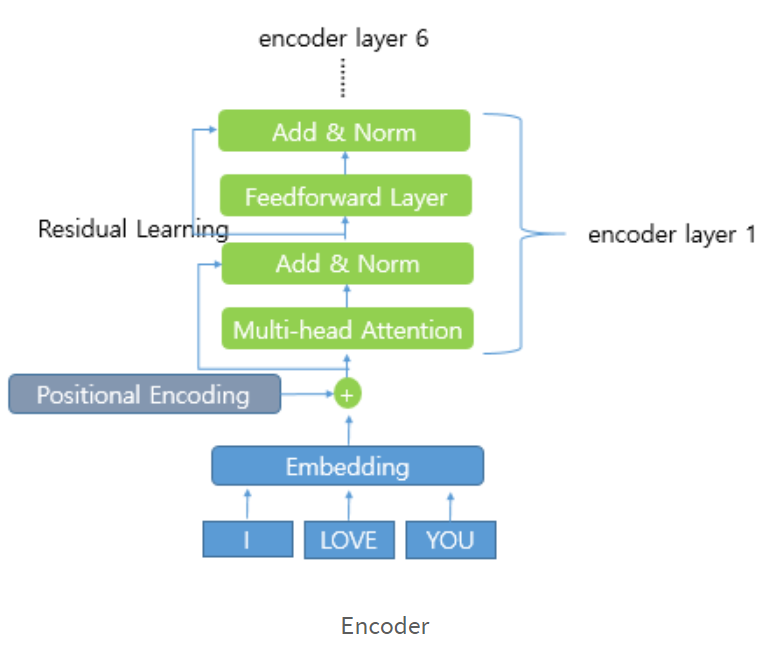 encoder layer 6
Add & Norm
Feedforward Layer
Residual Learning
encoder layer 1
Add & Norm
Multi-head Attention
Positional Encoding
+
Embedding
I
LOVE
YOU
Encoder